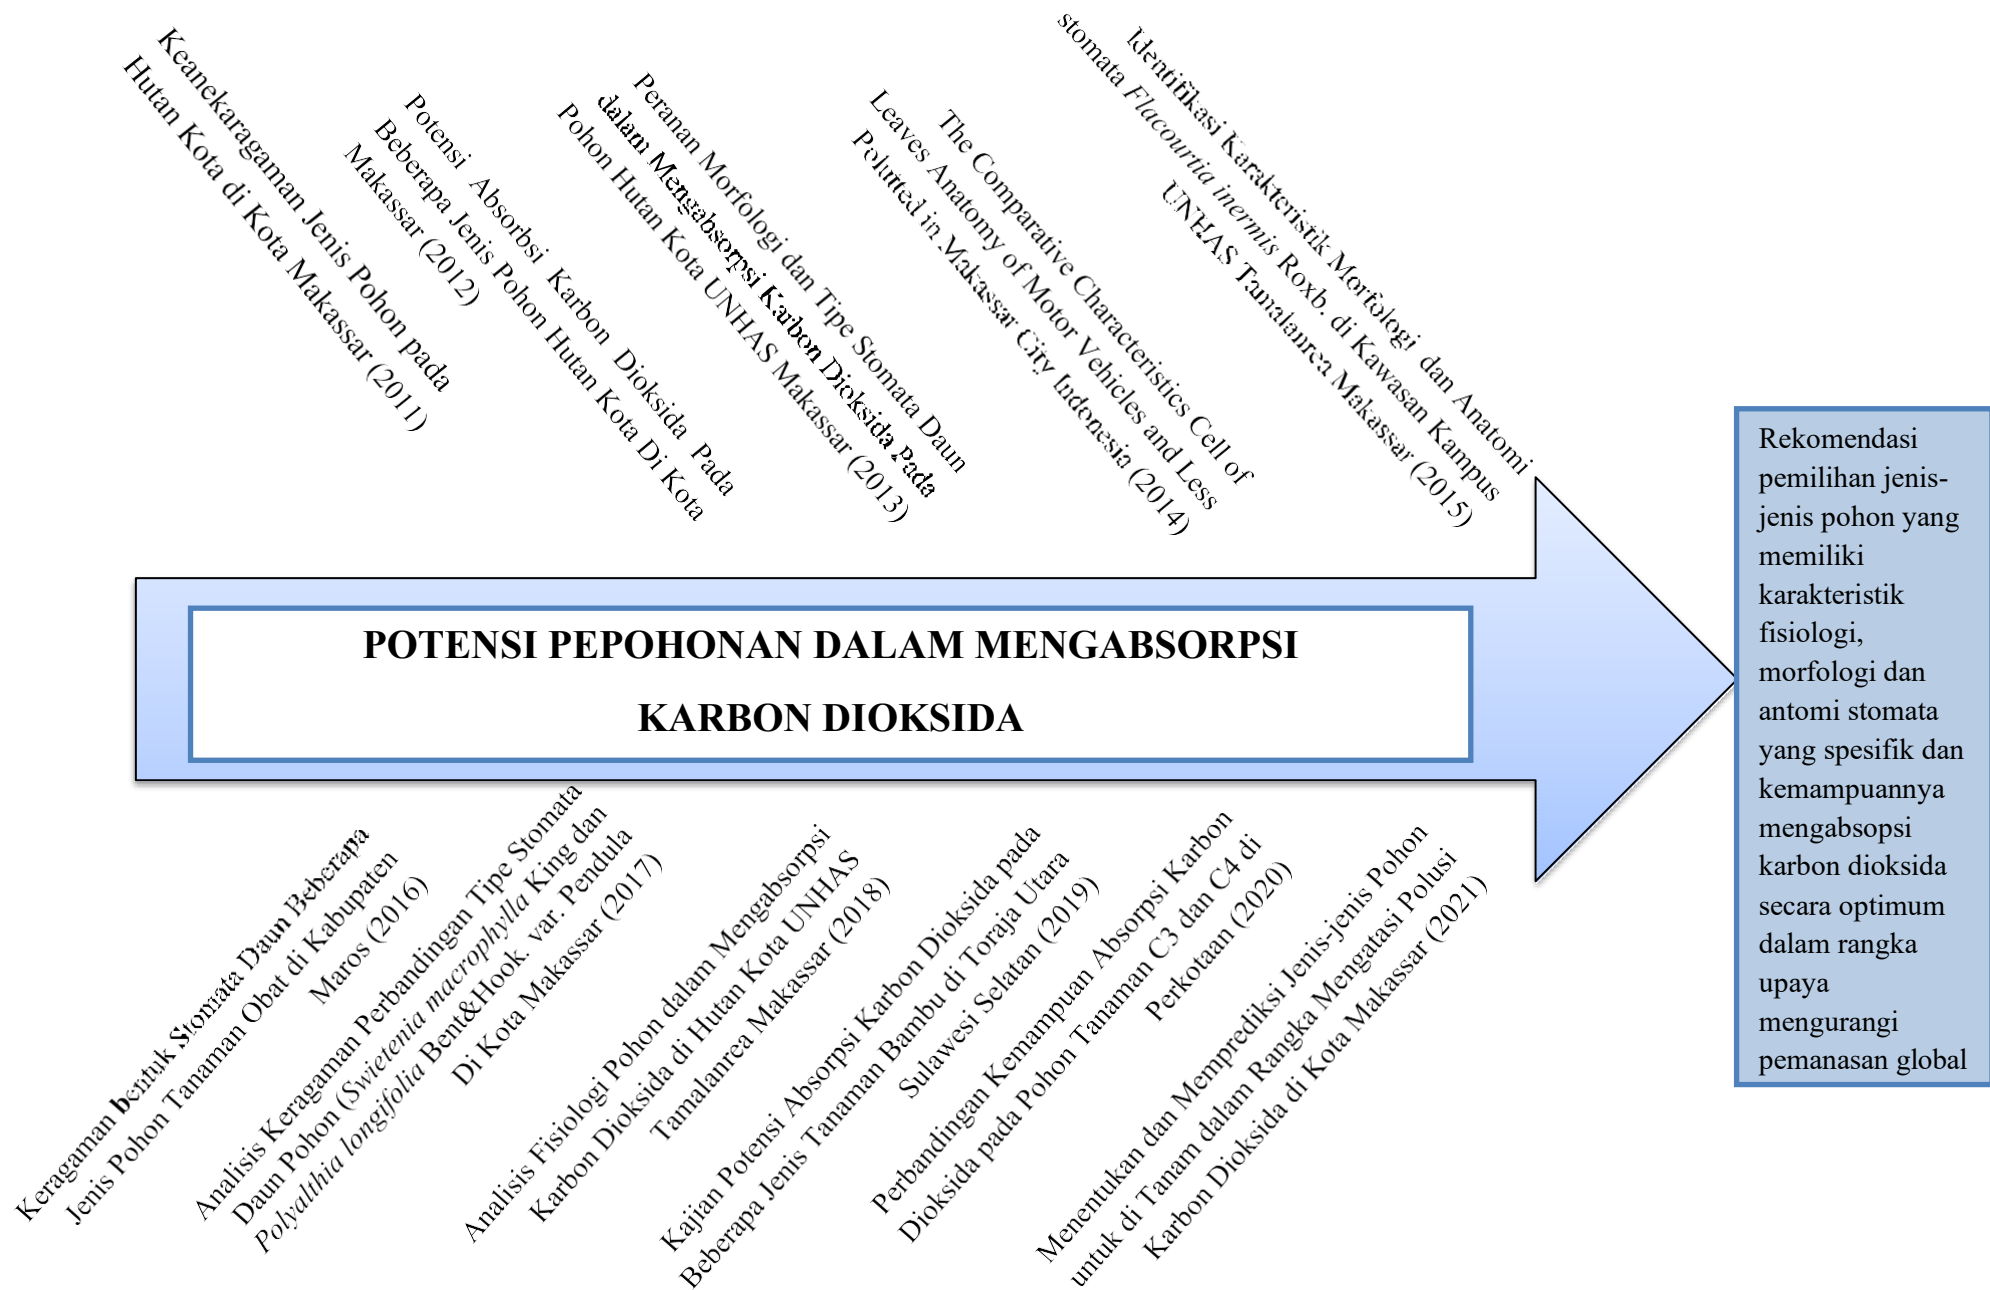 Keanekaragaman Jenis Pohon pada
Hutan Kota di Kota Makassar (2011)
Potensi Absorbsi Karbon Dioksida Pada
Beberapa Jenis Pohon Hutan Kota Di Kota
Makassar (2012)
Peranan Morfologi dan Tipe Stomata Daun
dalam Mengabsorpsi Karbon Dioksida Pada
Pohon Hutan Kota UNHAS Makassar (2013)
The Comparative Characteristics Cell of
Leaves Anatomy of Motor Vehicles and Less
Polutted in Makassar City Indonesia (2014)
Identifikasi Karakteristik Morfologi dan Anatomi
stomata Flacourtia inermis Roxb. di Kawasan Kampus
UNHAS Tamalanrea Makassar (2015)
POTENSI PEPOHONAN DALAM MENGABSORPSI
KARBON DIOKSIDA
Keragaman bentuk Stomata Daun Beberapa
Jenis Pohon Tanaman Obat di Kabupaten
Maros (2016)
Analisis Keragaman Perbandingan Tipe Stomata
Daun Pohon (Swietenia macrophylla King dan
Polyalthia longifolia Bent&Hook. var. Pendula
Di Kota Makassar (2017)
Analisis Fisiologi Pohon dalam Mengabsorpsi
Karbon Dioksida di Hutan Kota UNHAS
Tamalanrea Makassar (2018)
Kajian Potensi Absorpsi Karbon Dioksida pada
Beberapa Jenis Tanaman Bambu di Toraja Utara
Sulawesi Selatan (2019)
Perbandingan Kemampuan Absorpsi Karbon
Dioksida pada Pohon Tanaman C3 dan C4 di
Perkotaan (2020)
Menentukan dan Memprediksi Jenis-jenis Pohon
untuk di Tanam dalam Rangka Mengatasi Polusi
Karbon Dioksida di Kota Makassar (2021)
Rekomendasi
pemilihan jenis-
jenis pohon yang
memiliki
karakteristik
fisiologi,
morfologi dan
antomi stomata
yang spesifik dan
kemampuannya
mengabsopsi
karbon dioksida
secara optimum
dalam rangka
upaya
mengurangi
pemanasan global